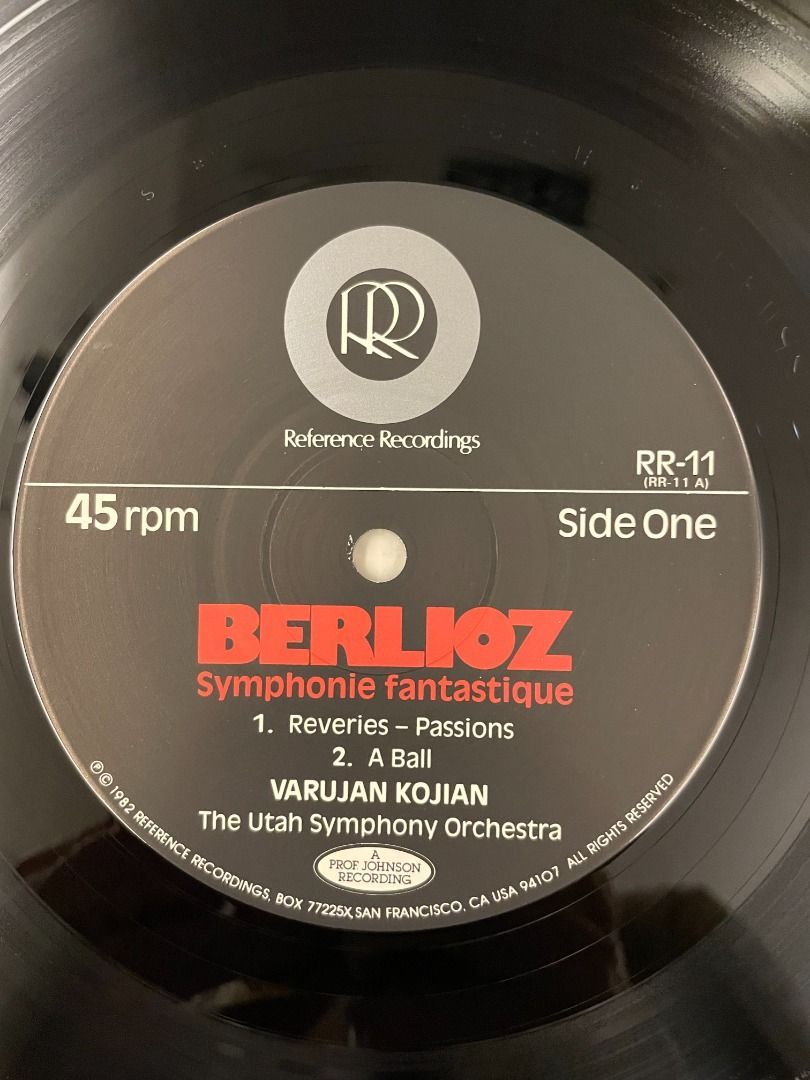 RR
Reference Recordings
RR-11
(RR-11 A)
45 rpm
Side One
BERLIOZ
Symphonie fantastique
1. Reveries – Passions
2. A Ball
VARUJAN KOJIAN
The Utah Symphony Orchestra
A
PROF. JOHNSON
RECORDING
℗ © 1982 REFERENCE RECORDINGS, BOX 77225X, SAN FRANCISCO, CA USA 94107 ALL RIGHTS RESERVED